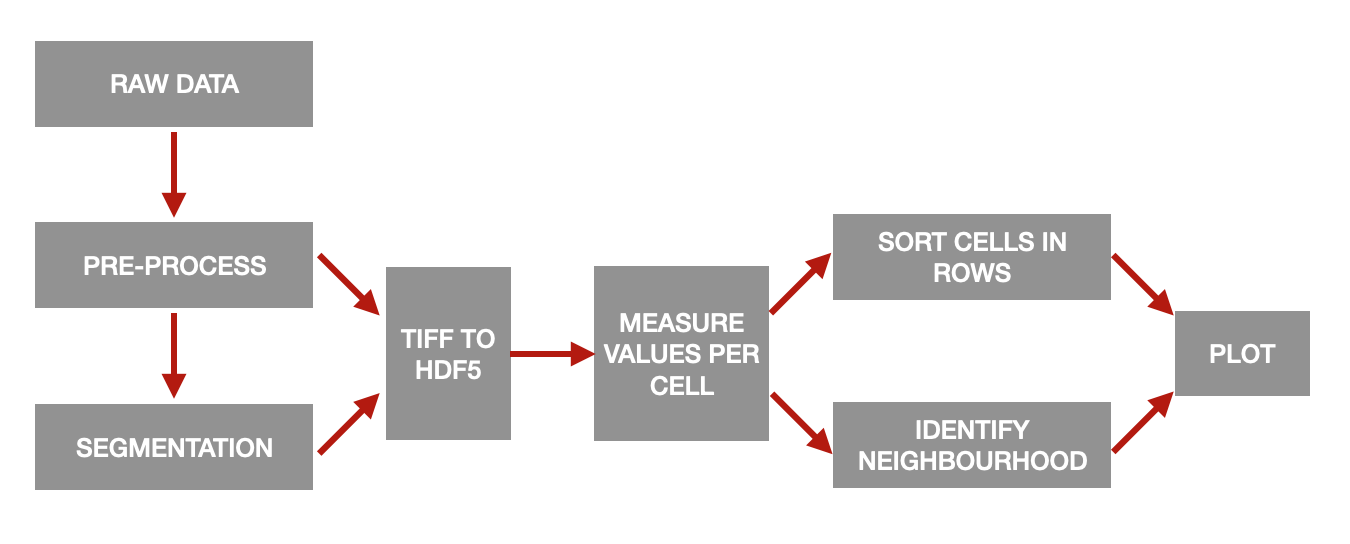 RAW DATA
PRE-PROCESS
SEGMENTATION
TIFF TO
HDF5
MEASURE
VALUES PER
CELL
SORT CELLS IN
ROWS
IDENTIFY
NEIGHBOURHOOD
PLOT